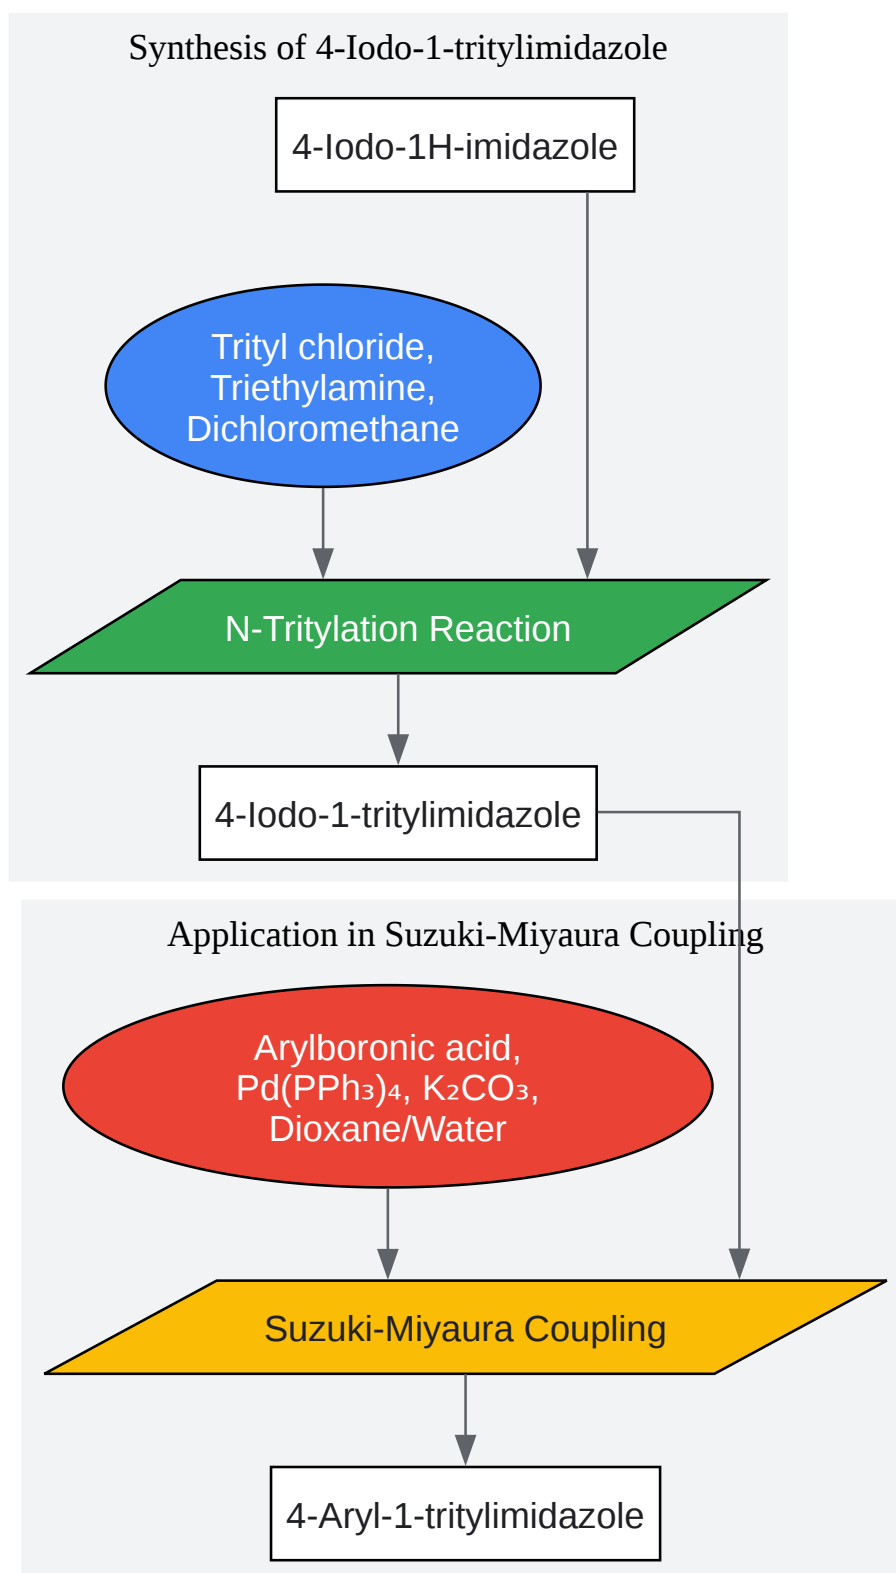 Synthesis of 4-Iodo-1-tritylimidazole
4-Iodo-1H-imidazole
Trityl chloride,
Triethylamine,
Dichloromethane
N-Tritylation Reaction
4-Iodo-1-tritylimidazole
Application in Suzuki-Miyaura Coupling
Arylboronic acid,
Pd(PPh₃)₄, K₂CO₃,
Dioxane/Water
Suzuki-Miyaura Coupling
4-Aryl-1-tritylimidazole